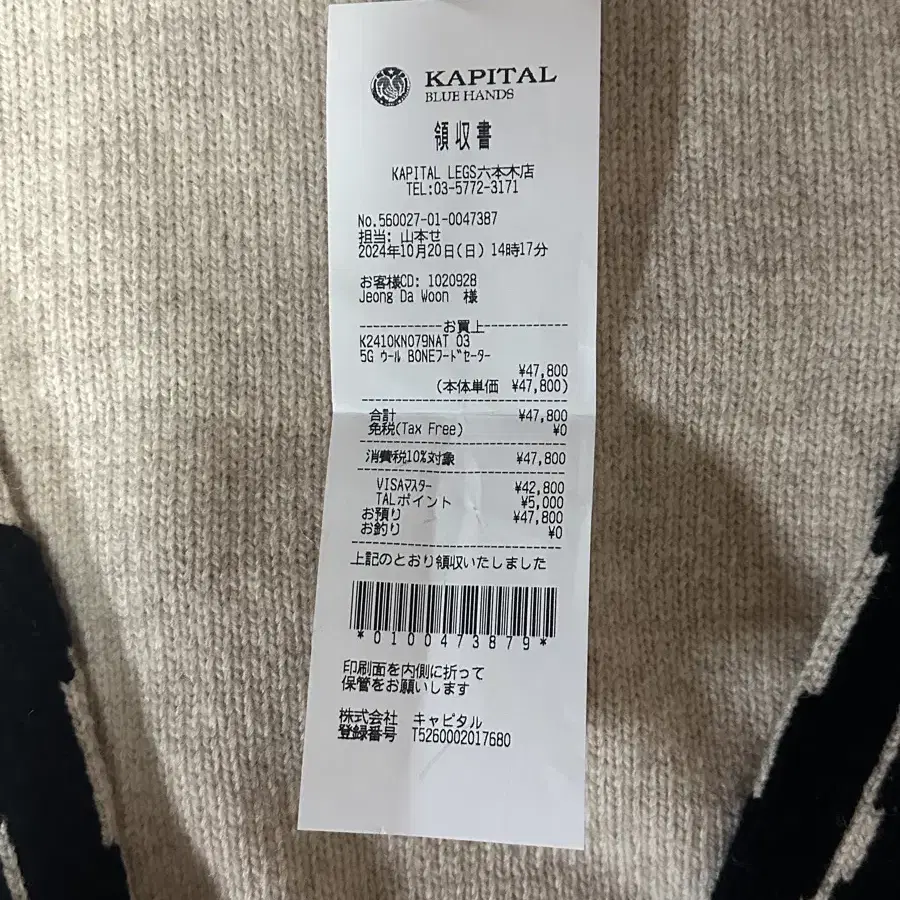 KAPITAL
BLUE HANDS
領収書
KAPITAL LEGS六本木店
TEL:03-5772-3171
No.560027-01-0047387
担当: 山本せ
2024年10月20日(日) 14時17分
お客様CD: 1020928
Jeong Da Woon 様
-------------お買上-------------
K2410KN079NAT 03
5G ウール BONEフードセーター
¥47,800
(本体単価 ¥47,800)
合計 ¥47,800
免税(Tax Free) ¥0
消費税10%対象 ¥47,800
VISAマスター ¥42,800
TALポイント ¥5,000
お預り ¥47,800
お釣り ¥0
上記のとおり領収いたしました
*0100473879*
印刷面を内側に折って
保管をお願いします
株式会社 キャピタル
登録番号 T5260002017680